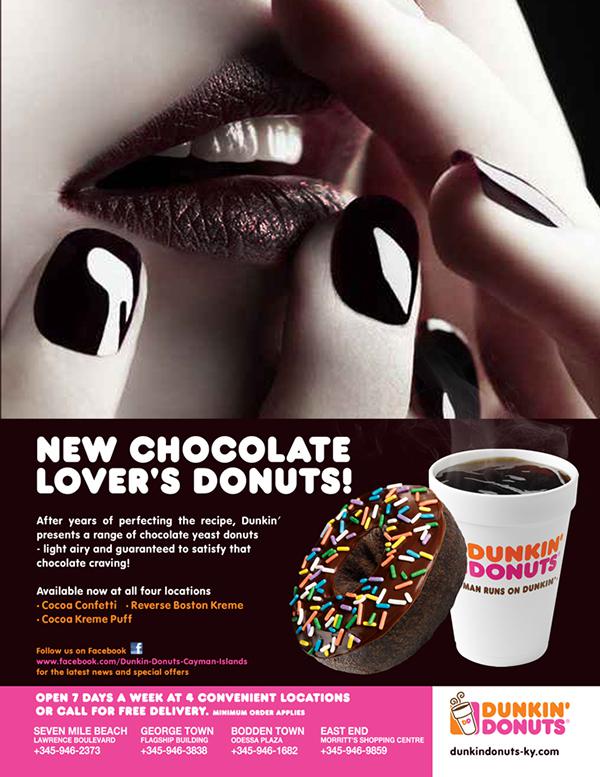 NEW CHOCOLATE
LOVER'S DONUTS!
After years of perfecting the recipe, Dunkin'
presents a range of chocolate yeast donuts
- light airy and guaranteed to satisfy that
chocolate craving!
Available now at all four locations
· Cocoa Confetti · Reverse Boston Kreme
· Cocoa Kreme Puff
Follow us on Facebook f
www.facebook.com/Dunkin-Donuts-Cayman-Islands
for the latest news and special offers
DUNKIN'
DONUTS
MAN RUNS ON DUNKIN'
OPEN 7 DAYS A WEEK AT 4 CONVENIENT LOCATIONS
OR CALL FOR FREE DELIVERY. MINIMUM ORDER APPLIES
SEVEN MILE BEACH
LAWRENCE BOULEVARD
+345-946-2373
GEORGE TOWN
FLAGSHIP BUILDING
+345-946-3838
BODDEN TOWN
ODESSA PLAZA
+345-946-1682
EAST END
MORRITT'S SHOPPING CENTRE
+345-946-9859
DD
DUNKIN'
DONUTS®
dunkindonuts-ky.com